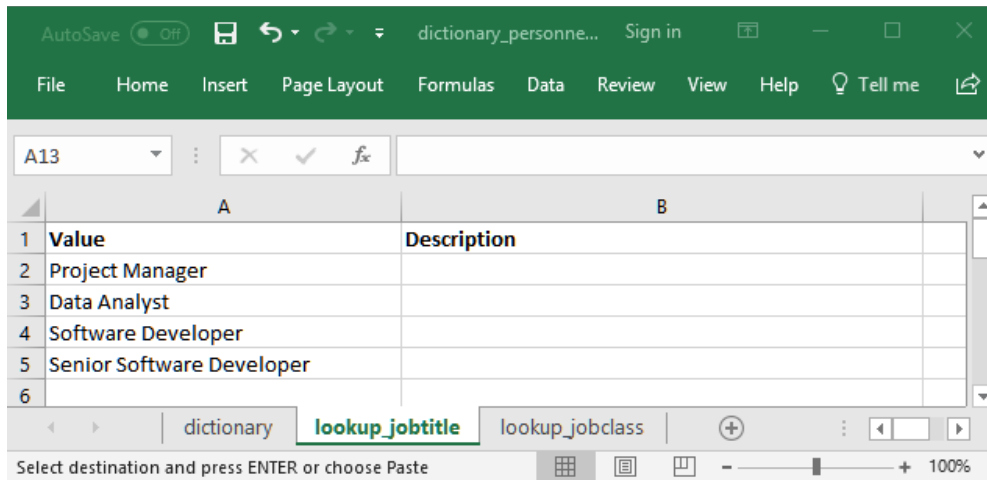 AutoSave Off dictionary_personne... Sign in
File Home Insert Page Layout Formulas Data Review View Help Tell me
A13 fx
A B
1 Value Description
2 Project Manager
3 Data Analyst
4 Software Developer
5 Senior Software Developer
6
dictionary lookup_jobtitle lookup_jobclass
Select destination and press ENTER or choose Paste 100%